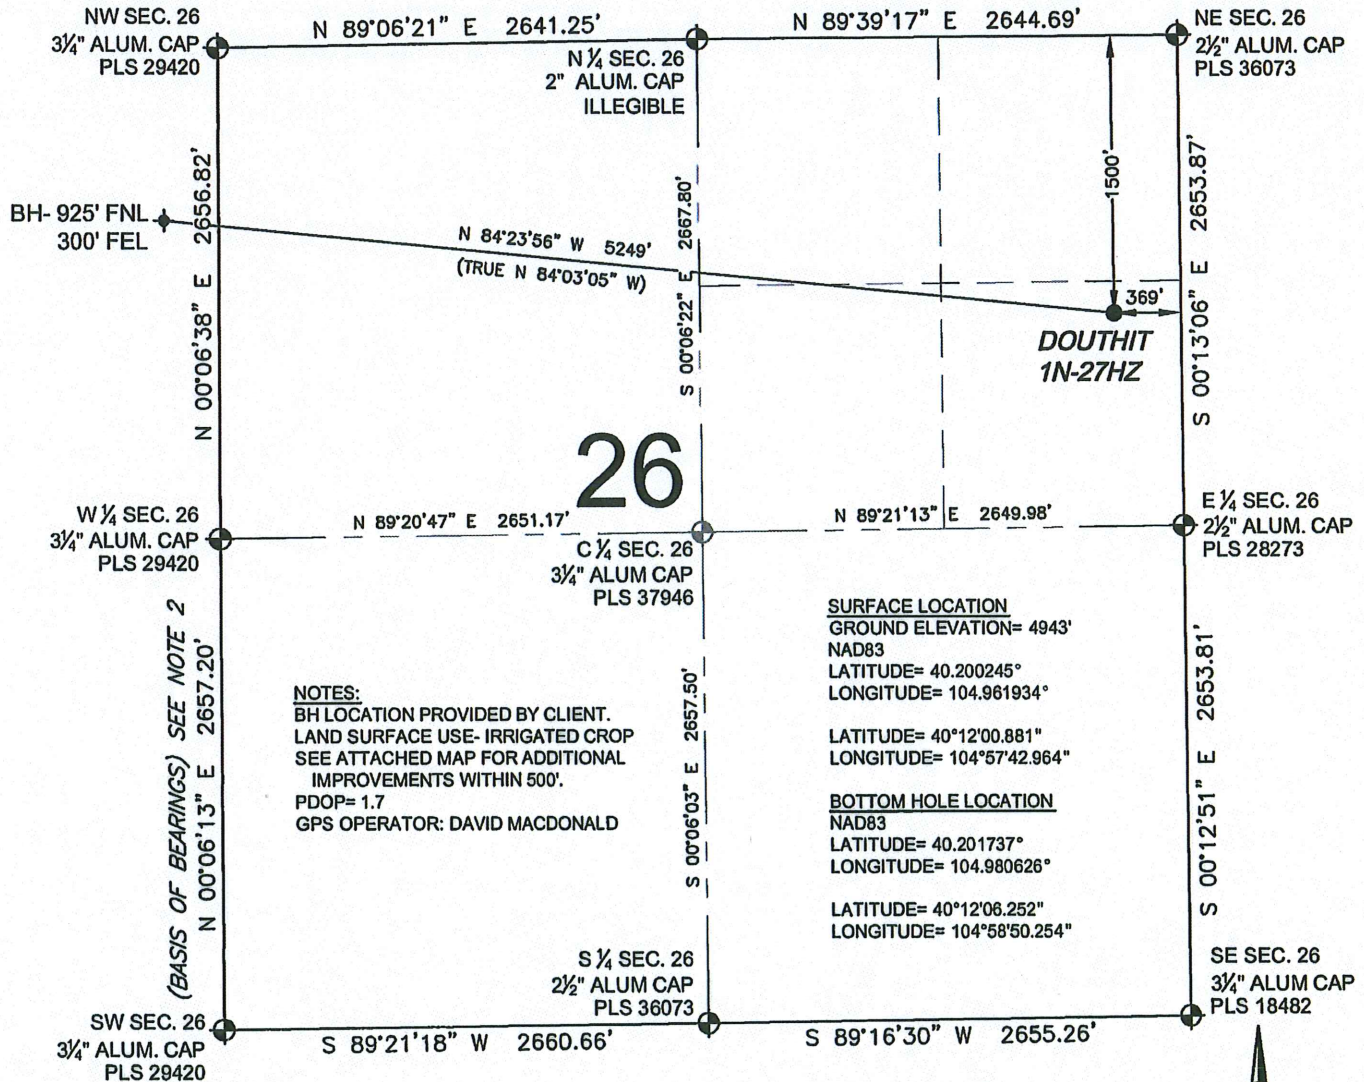 NW SEC. 26
3¼" ALUM. CAP
PLS 29420
N 89°06'21" E 2641.25'
N ¼ SEC. 26
2" ALUM. CAP
ILLEGIBLE
N 89°39'17" E 2644.69'
NE SEC. 26
2½" ALUM. CAP
PLS 36073
BH- 925' FNL
300' FEL
N 00°06'38" E 2656.82'
N 84°23'56" W 5249'
(TRUE N 84°03'05" W)
S 00°06'22" E 2667.80'
1500'
369'
DOUTHIT
1N-27HZ
S 00°13'06" E 2653.87'
26
W ¼ SEC. 26
3¼" ALUM. CAP
PLS 29420
N 89°20'47" E 2651.17'
C ¼ SEC. 26
3¼" ALUM CAP
PLS 37946
N 89°21'13" E 2649.98'
E ¼ SEC. 26
2½" ALUM. CAP
PLS 28273
(BASIS OF BEARINGS) SEE NOTE 2
N 00°06'13" E 2657.20'
NOTES:
BH LOCATION PROVIDED BY CLIENT.
LAND SURFACE USE- IRRIGATED CROP
SEE ATTACHED MAP FOR ADDITIONAL
IMPROVEMENTS WITHIN 500'.
PDOP= 1.7
GPS OPERATOR: DAVID MACDONALD
S 00°06'03" E 2657.50'
SURFACE LOCATION
GROUND ELEVATION= 4943'
NAD83
LATITUDE= 40.200245°
LONGITUDE= 104.961934°
LATITUDE= 40°12'00.881"
LONGITUDE= 104°57'42.964"
BOTTOM HOLE LOCATION
NAD83
LATITUDE= 40.201737°
LONGITUDE= 104.980626°
LATITUDE= 40°12'06.252"
LONGITUDE= 104°58'50.254"
S 00°12'51" E 2653.81'
SW SEC. 26
3¼" ALUM. CAP
PLS 29420
S 89°21'18" W 2660.66'
S ¼ SEC. 26
2½" ALUM CAP
PLS 36073
S 89°16'30" W 2655.26'
SE SEC. 26
3¼" ALUM CAP
PLS 18482